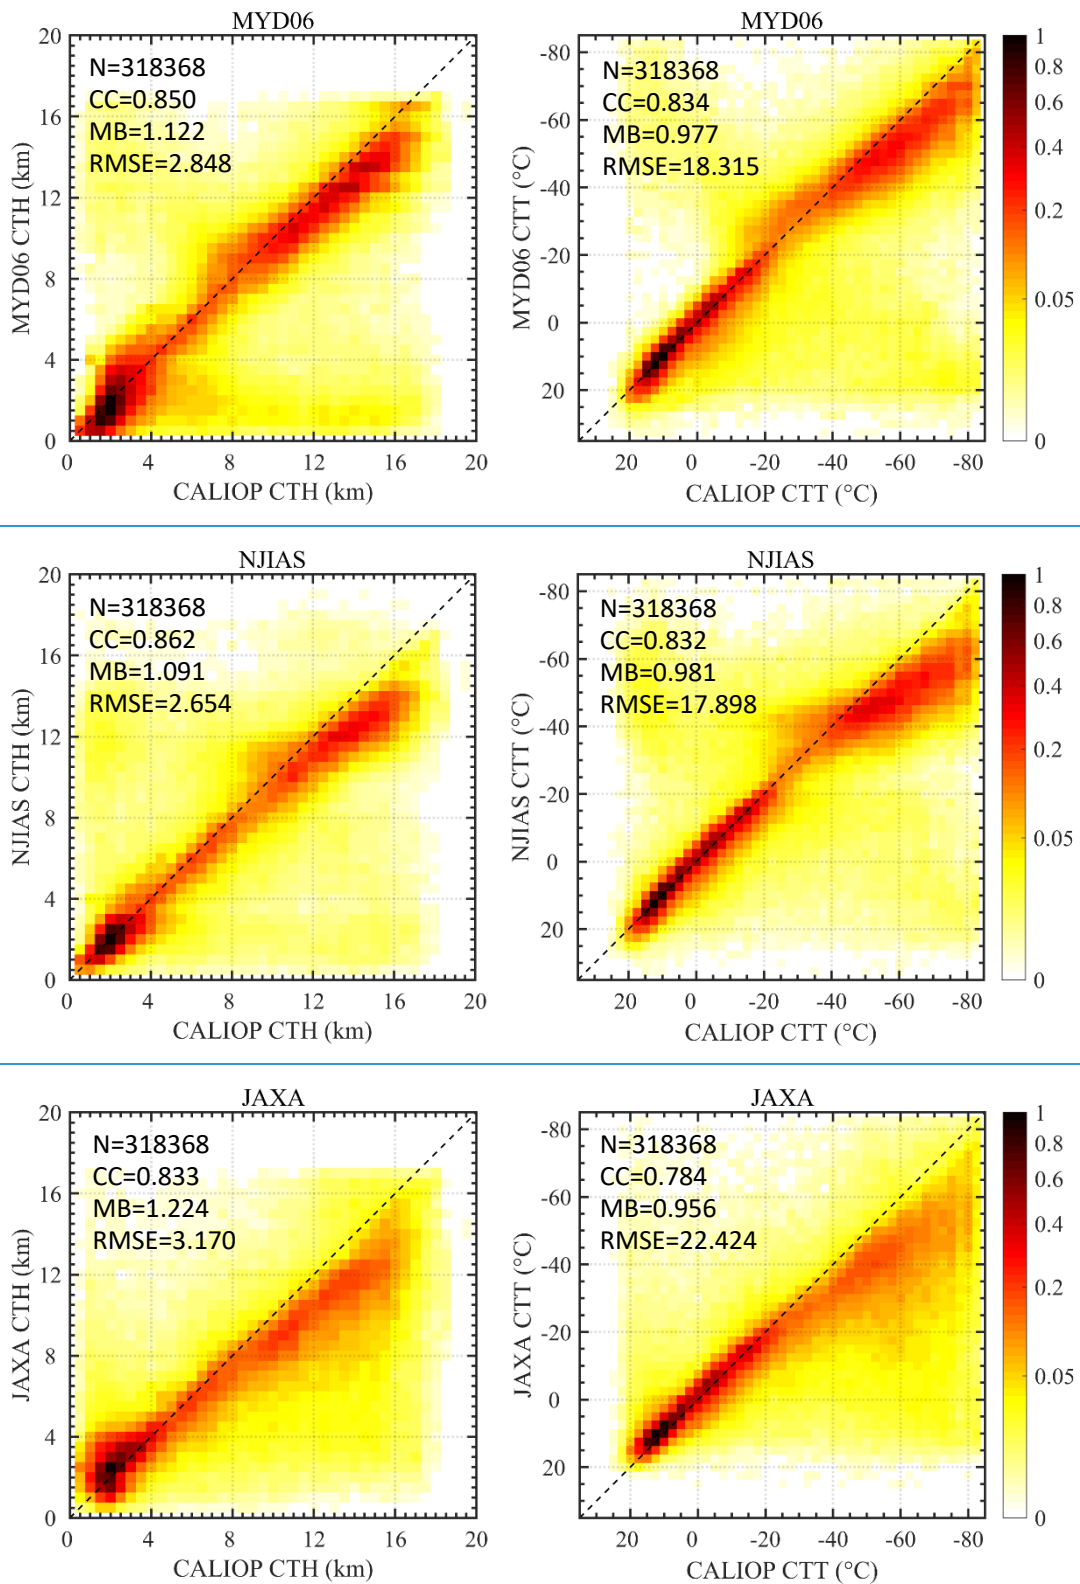 MYD06
N=318368
CC=0.850
MB=1.122
RMSE=2.848
20
16
12
8
4
0
MYD06 CTH (km)
0 4 8 12 16 20
CALIOP CTH (km)
MYD06
N=318368
CC=0.834
MB=0.977
RMSE=18.315
-80
-60
-40
-20
0
20
MYD06 CTT (°C)
20 0 -20 -40 -60 -80
CALIOP CTT (°C)
1
0.8
0.6
0.4
0.2
0.05
0
NJIAS
N=318368
CC=0.862
MB=1.091
RMSE=2.654
20
16
12
8
4
0
NJIAS CTH (km)
0 4 8 12 16 20
CALIOP CTH (km)
NJIAS
N=318368
CC=0.832
MB=0.981
RMSE=17.898
-80
-60
-40
-20
0
20
NJIAS CTT (°C)
20 0 -20 -40 -60 -80
CALIOP CTT (°C)
1
0.8
0.6
0.4
0.2
0.05
0
JAXA
N=318368
CC=0.833
MB=1.224
RMSE=3.170
20
16
12
8
4
0
JAXA CTH (km)
0 4 8 12 16 20
CALIOP CTH (km)
JAXA
N=318368
CC=0.784
MB=0.956
RMSE=22.424
-80
-60
-40
-20
0
20
JAXA CTT (°C)
20 0 -20 -40 -60 -80
CALIOP CTT (°C)
1
0.8
0.6
0.4
0.2
0.05
0